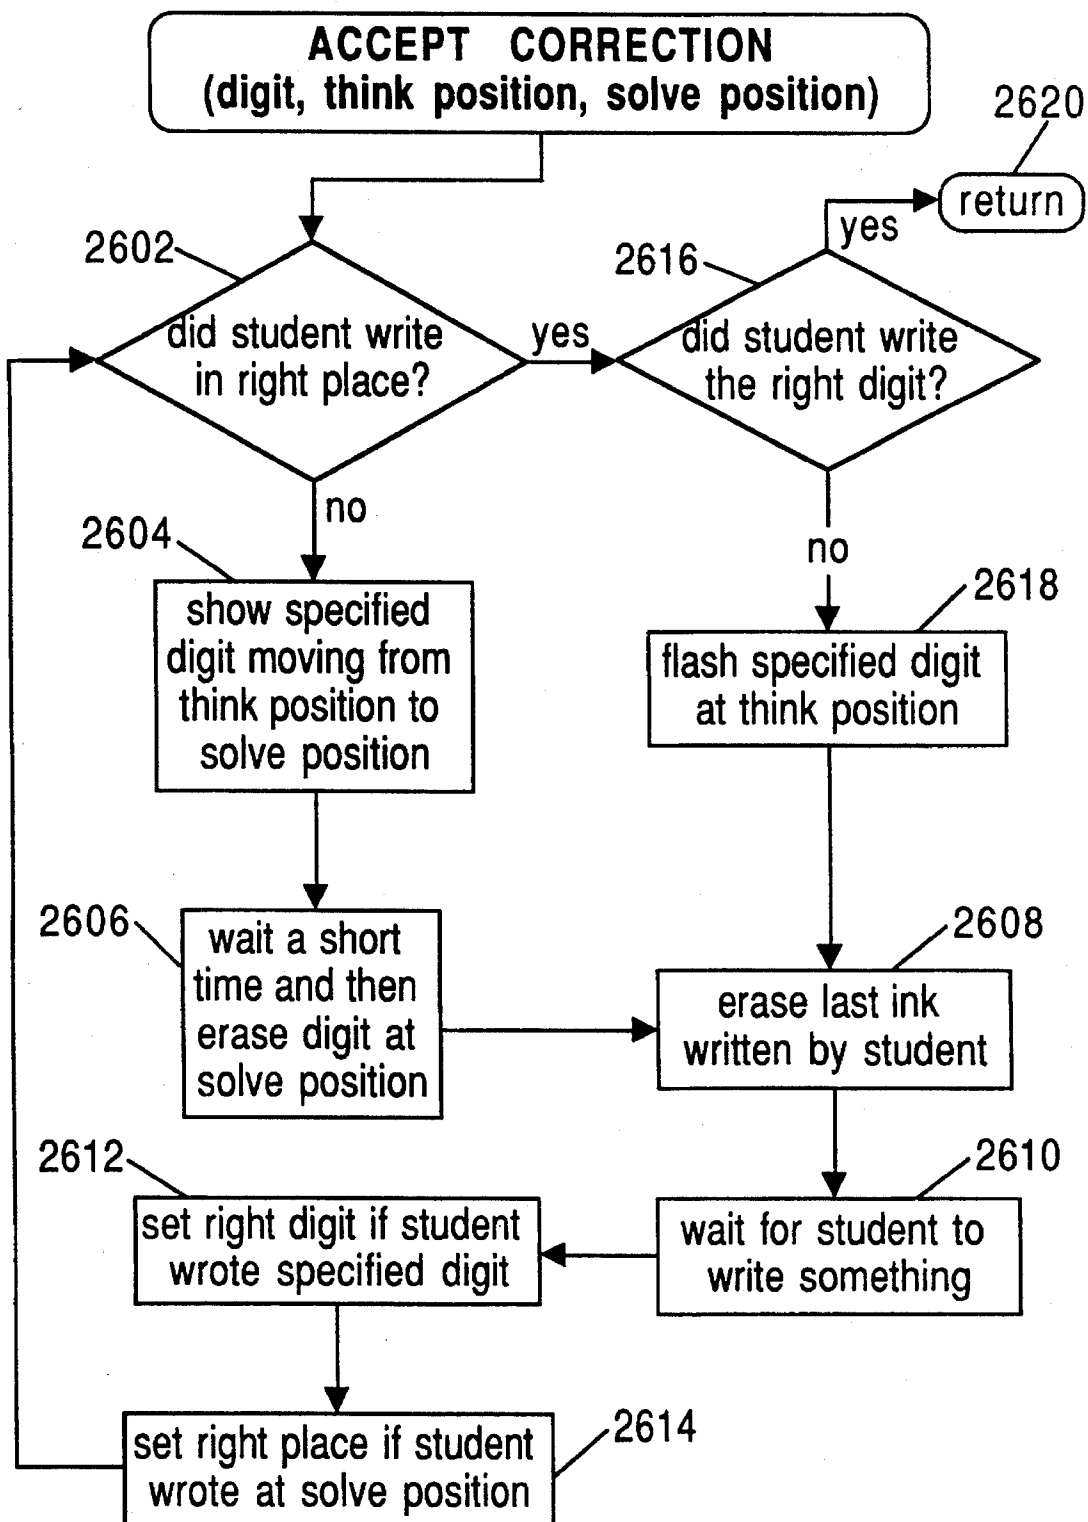 ACCEPT CORRECTION
(digit, think position, solve position)
2620
return
yes
2602
2616
did student write
in right place?
yes
did student write
the right digit?
no
no
2604
show specified
digit moving from
think position to
solve position
2618
flash specified digit
at think position
2606
wait a short
time and then
erase digit at
solve position
2608
erase last ink
written by student
2612
set right digit if student
wrote specified digit
2610
wait for student to
write something
set right place if student
wrote at solve position
2614